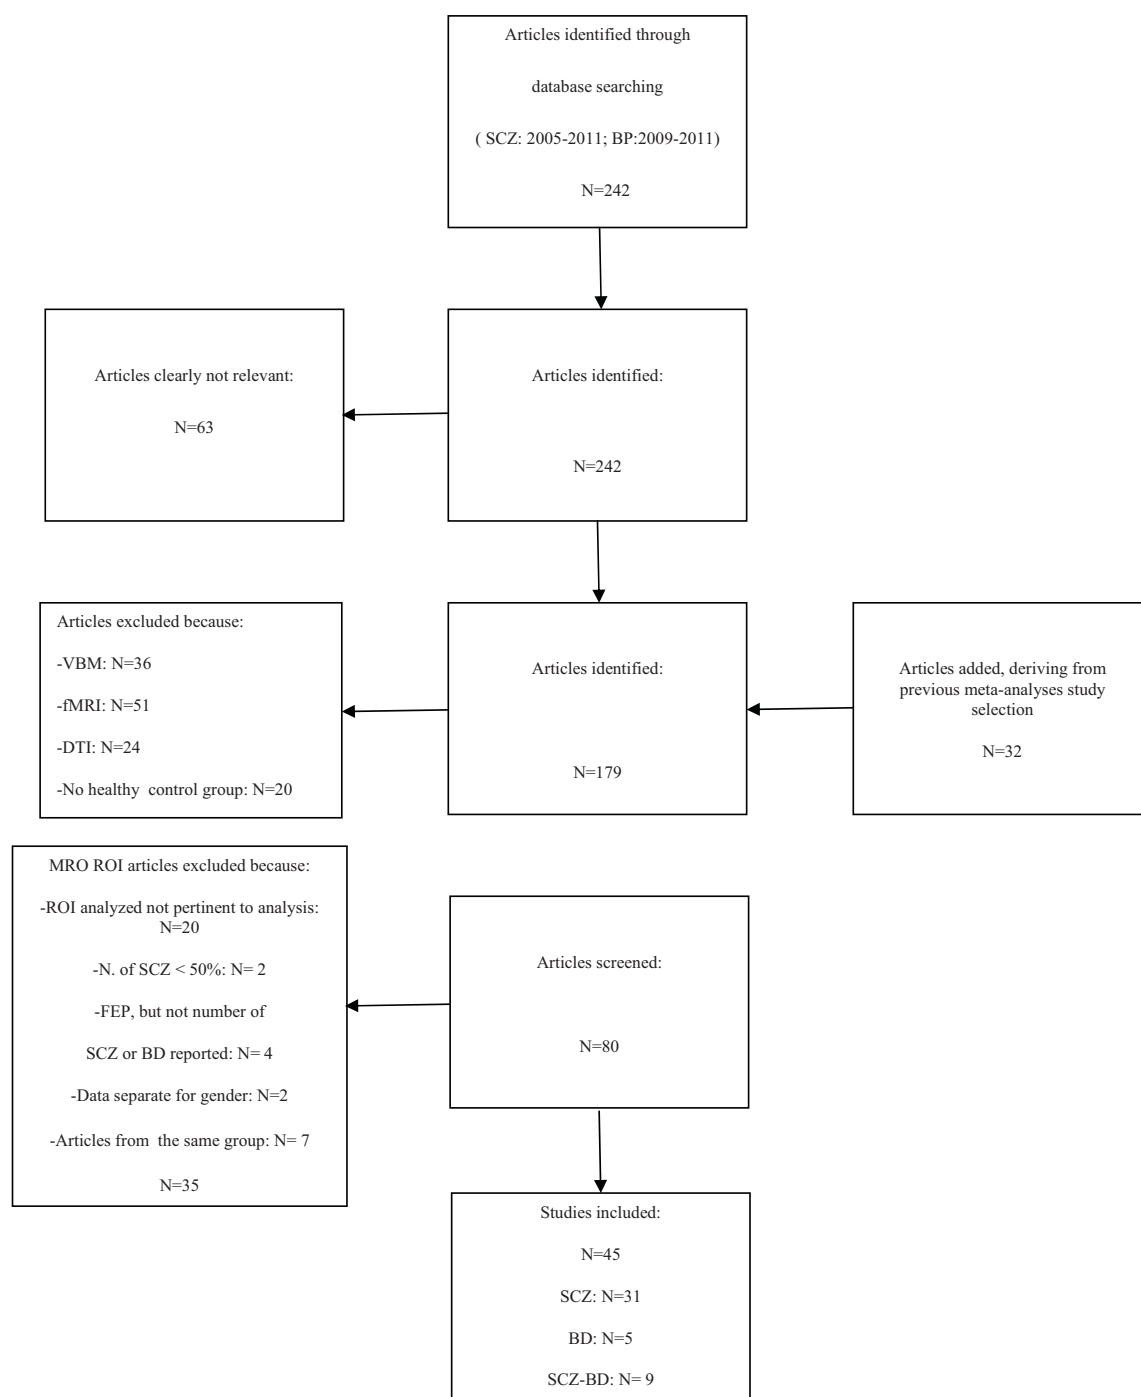 Articles identified through
database searching
( SCZ: 2005-2011; BP:2009-2011)
N=242
Articles clearly not relevant:
N=63
Articles identified:
N=242
Articles excluded because:
-VBM: N=36
-fMRI: N=51
-DTI: N=24
-No healthy control group: N=20
Articles identified:
N=179
Articles added, deriving from
previous meta-analyses study
selection
N=32
MRO ROI articles excluded because:
-ROI analyzed not pertinent to analysis:
N=20
-N. of SCZ < 50%: N= 2
-FEP, but not number of
SCZ or BD reported: N= 4
-Data separate for gender: N=2
-Articles from the same group: N= 7
N=35
Articles screened:
N=80
Studies included:
N=45
SCZ: N=31
BD: N=5
SCZ-BD: N= 9